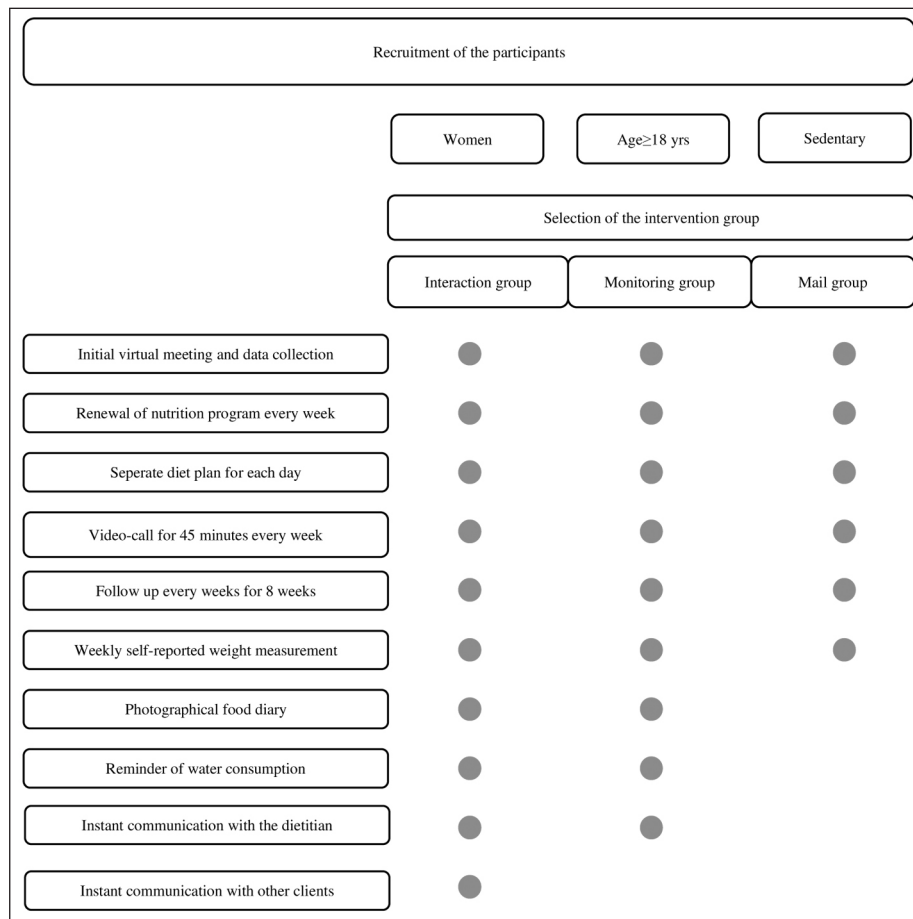 Recruitment of the participants
Women
Age≥18 yrs
Sedentary
Selection of the intervention group
Interaction group
Monitoring group
Mail group
Initial virtual meeting and data collection
Renewal of nutrition program every week
Seperate diet plan for each day
Video-call for 45 minutes every week
Follow up every weeks for 8 weeks
Weekly self-reported weight measurement
Photographical food diary
Reminder of water consumption
Instant communication with the dietitian
Instant communication with other clients